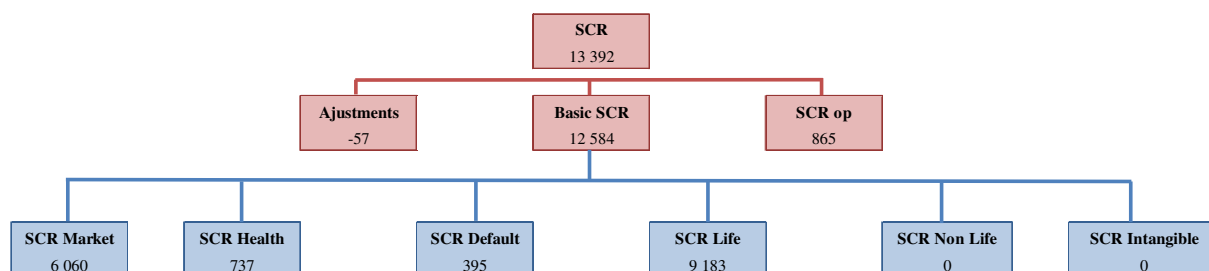 SCR
13 392
Ajustments
-57
Basic SCR
12 584
SCR op
865
SCR Market
6 060
SCR Health
737
SCR Default
395
SCR Life
9 183
SCR Non Life
0
SCR Intangible
0